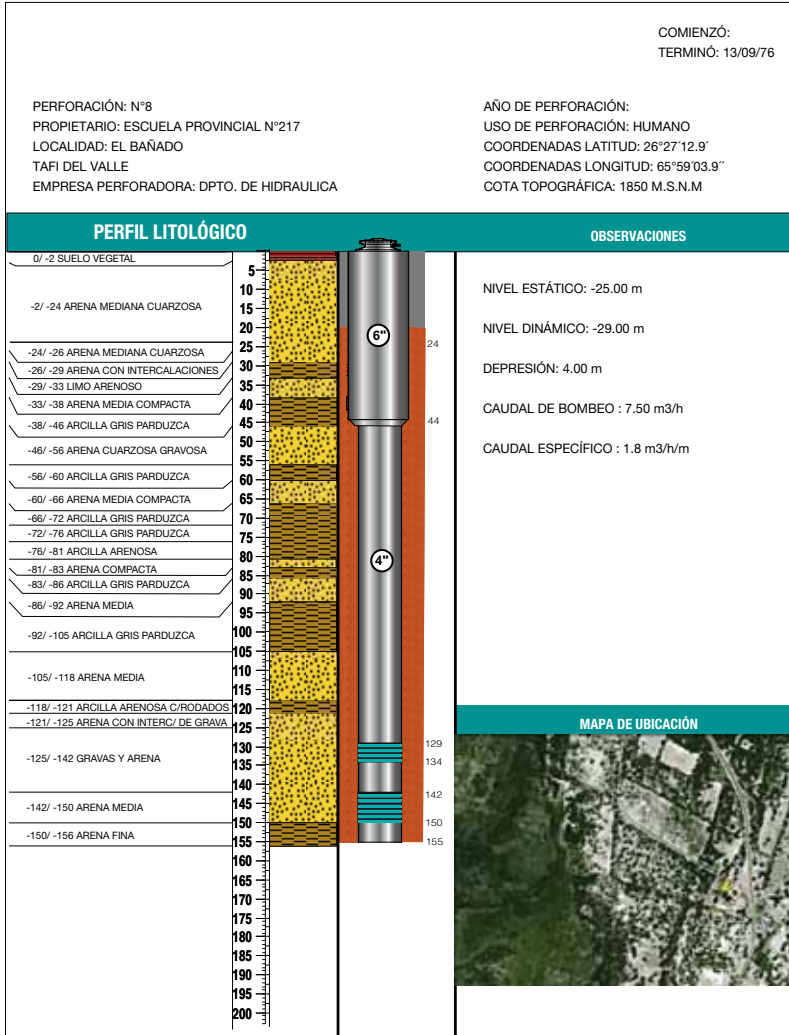 COMIENZÓ:
TERMINÓ: 13/09/76
PERFORACIÓN: N°8
PROPIETARIO: ESCUELA PROVINCIAL N°217
LOCALIDAD: EL BAÑADO
TAFI DEL VALLE
EMPRESA PERFORADORA: DPTO. DE HIDRAULICA
AÑO DE PERFORACIÓN:
USO DE PERFORACIÓN: HUMANO
COORDENADAS LATITUD: 26°27´12.9´
COORDENADAS LONGITUD: 65°59´03.9´´
COTA TOPOGRÁFICA: 1850 M.S.N.M
PERFIL LITOLÓGICO
0/ -2 SUELO VEGETAL
-2/ -24 ARENA MEDIANA CUARZOSA
-24/ -26 ARENA MEDIANA CUARZOSA
-26/ -29 ARENA CON INTERCALACIONES
-29/ -33 LIMO ARENOSO
-33/ -38 ARENA MEDIA COMPACTA
-38/ -46 ARCILLA GRIS PARDUZCA
-46/ -56 ARENA CUARZOSA GRAVOSA
-56/ -60 ARCILLA GRIS PARDUZCA
-60/ -66 ARENA MEDIA COMPACTA
-66/ -72 ARCILLA GRIS PARDUZCA
-72/ -76 ARCILLA GRIS PARDUZCA
-76/ -81 ARCILLA ARENOSA
-81/ -83 ARENA COMPACTA
-83/ -86 ARCILLA GRIS PARDUZCA
-86/ -92 ARENA MEDIA
-92/ -105 ARCILLA GRIS PARDUZCA
-105/ -118 ARENA MEDIA
-118/ -121 ARCILLA ARENOSA C/RODADOS
-121/ -125 ARENA CON INTERC/ DE GRAVA
-125/ -142 GRAVAS Y ARENA
-142/ -150 ARENA MEDIA
-150/ -156 ARENA FINA
5
10
15
20
25
30
35
40
45
50
55
60
65
70
75
80
85
90
95
100
105
110
115
120
125
130
135
140
145
150
155
160
165
170
175
180
185
190
195
200
6"
4"
24
44
129
134
142
150
155
OBSERVACIONES
NIVEL ESTÁTICO: -25.00 m
NIVEL DINÁMICO: -29.00 m
DEPRESIÓN: 4.00 m
CAUDAL DE BOMBEO : 7.50 m3/h
CAUDAL ESPECÍFICO : 1.8 m3/h/m
MAPA DE UBICACIÓN